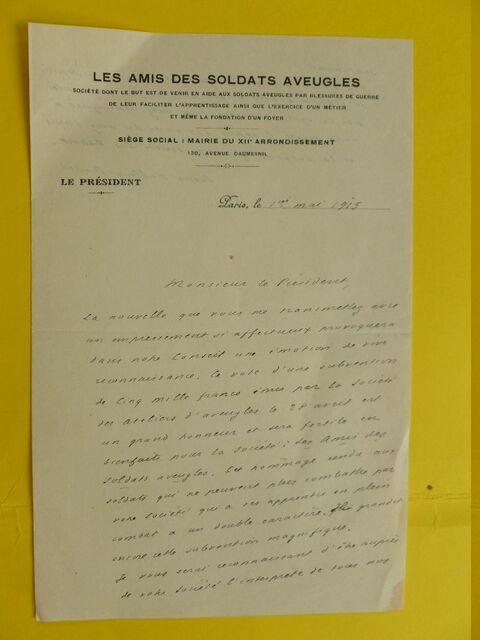 LES AMIS DES SOLDATS AVEUGLES
SOCIÉTÉ DONT LE BUT EST DE VENIR EN AIDE AUX SOLDATS AVEUGLES PAR BLESSURES DE GUERRE
DE LEUR FACILITER L'APPRENTISSAGE AINSI QUE L'EXERCICE D'UN MÉTIER
ET MÊME LA FONDATION D'UN FOYER
SIÈGE SOCIAL : MAIRIE DU XIIe ARRONDISSEMENT
130, AVENUE DAUMESNIL
LE PRÉSIDENT
Paris, le 1er mai 1915
Monsieur le Président,
La nouvelle que vous me transmettez avec
un empressement si affectueux provoquera
dans notre Conseil une émotion de vive
reconnaissance. Ce vote d'une subvention
de Cinq mille francs émis par la Société
des ateliers d'aveugles le 28 avril est
un grand honneur et sera fertile en
bienfaits pour la Société : Les Amis des
soldats aveugles. Cet hommage rendu aux
soldats qui ne peuvent plus combattre par
votre Société qui a ses apprentis en plein
combat a un double caractère. grandit
encore cette subvention magnifique.
Je vous serai reconnaissant d'être auprès
de votre Société l'interprète de tous nos